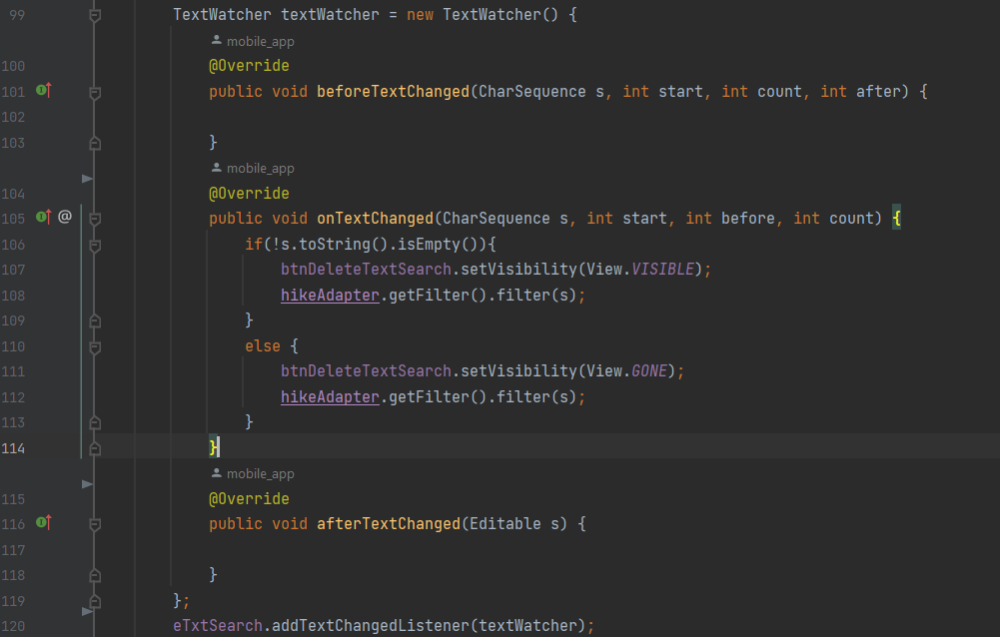 99 TextWatcher textWatcher = new TextWatcher() {
mobile_app
100 @Override
101 public void beforeTextChanged(CharSequence s, int start, int count, int after) {
102
103 }
mobile_app
104 @Override
105 @ public void onTextChanged(CharSequence s, int start, int before, int count) {
106 if(!s.toString().isEmpty()){
107 btnDeleteTextSearch.setVisibility(View.VISIBLE);
108 hikeAdapter.getFilter().filter(s);
109 }
110 else {
111 btnDeleteTextSearch.setVisibility(View.GONE);
112 hikeAdapter.getFilter().filter(s);
113 }
114 }
mobile_app
115 @Override
116 public void afterTextChanged(Editable s) {
117
118 }
119 };
120 eTxtSearch.addTextChangedListener(textWatcher);